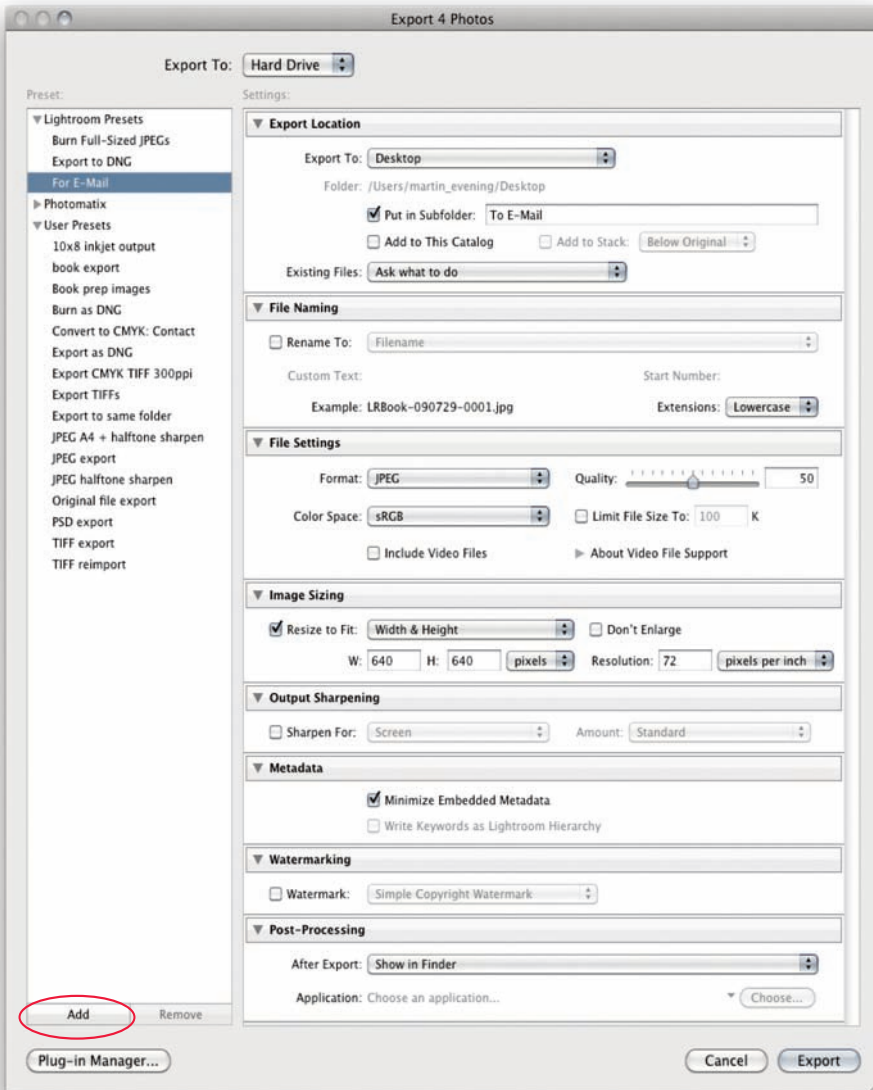 Export 4 Photos
Export To: Hard Drive
Preset:
Lightroom Presets
Burn Full-Sized JPEGs
Export to DNG
For E-Mail
Photomatix
User Presets
10x8 inkjet output
book export
Book prep images
Burn as DNG
Convert to CMYK: Contact
Export as DNG
Export CMYK TIFF 300ppi
Export TIFFs
Export to same folder
JPEG A4 + halftone sharpen
JPEG export
JPEG halftone sharpen
Original file export
PSD export
TIFF export
TIFF reimport
Add Remove
Settings:
Export Location
Export To: Desktop
Folder: /Users/martin_evening/Desktop
Put in Subfolder: To E-Mail
Add to This Catalog Add to Stack: Below Original
Existing Files: Ask what to do
File Naming
Rename To: Filename
Custom Text: Start Number:
Example: LRBook-090729-0001.jpg Extensions: Lowercase
File Settings
Format: JPEG Quality: 50
Color Space: sRGB Limit File Size To: 100 K
Include Video Files About Video File Support
Image Sizing
Resize to Fit: Width & Height Don't Enlarge
W: 640 H: 640 pixels Resolution: 72 pixels per inch
Output Sharpening
Sharpen For: Screen Amount: Standard
Metadata
Minimize Embedded Metadata
Write Keywords as Lightroom Hierarchy
Watermarking
Watermark: Simple Copyright Watermark
Post-Processing
After Export: Show in Finder
Application: Choose an application... Choose...
Plug-in Manager... Cancel Export